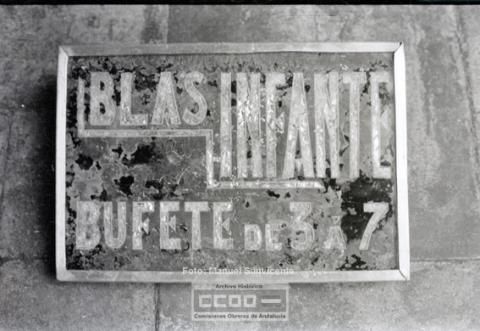 BLAS INFANTE
BUFETE DE 3 A 7
Foto: Manuel Sanvicente
Archivo Histórico
CCOO
Comisiones Obreras de Andalucía